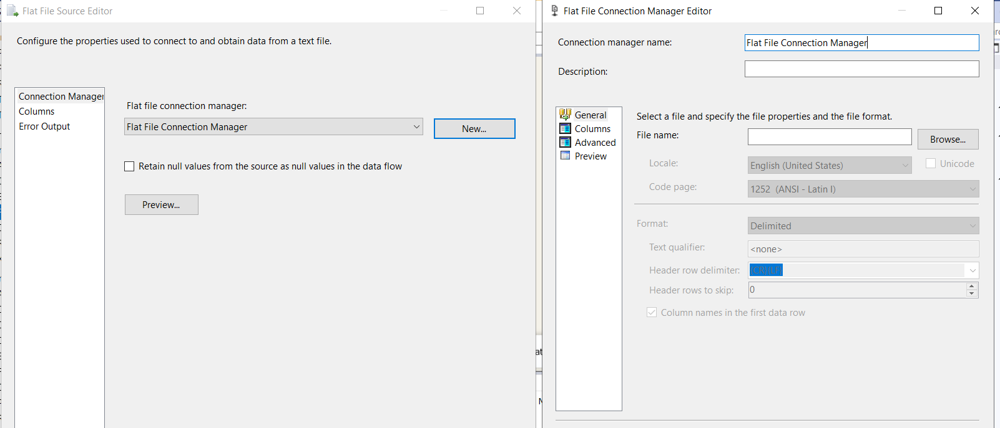 Flat File Source Editor
Configure the properties used to connect to and obtain data from a text file.
Connection Manager
Columns
Error Output
Flat file connection manager:
Flat File Connection Manager
New...
Retain null values from the source as null values in the data flow
Preview...
Flat File Connection Manager Editor
Connection manager name:
Flat File Connection Manager
Description:
General
Columns
Advanced
Preview
Select a file and specify the file properties and the file format.
File name:
Browse...
Locale:
English (United States)
Unicode
Code page:
1252 (ANSI - Latin I)
Format:
Delimited
Text qualifier:
<none>
Header row delimiter:
{CR}{LF}
Header rows to skip:
0
Column names in the first data row